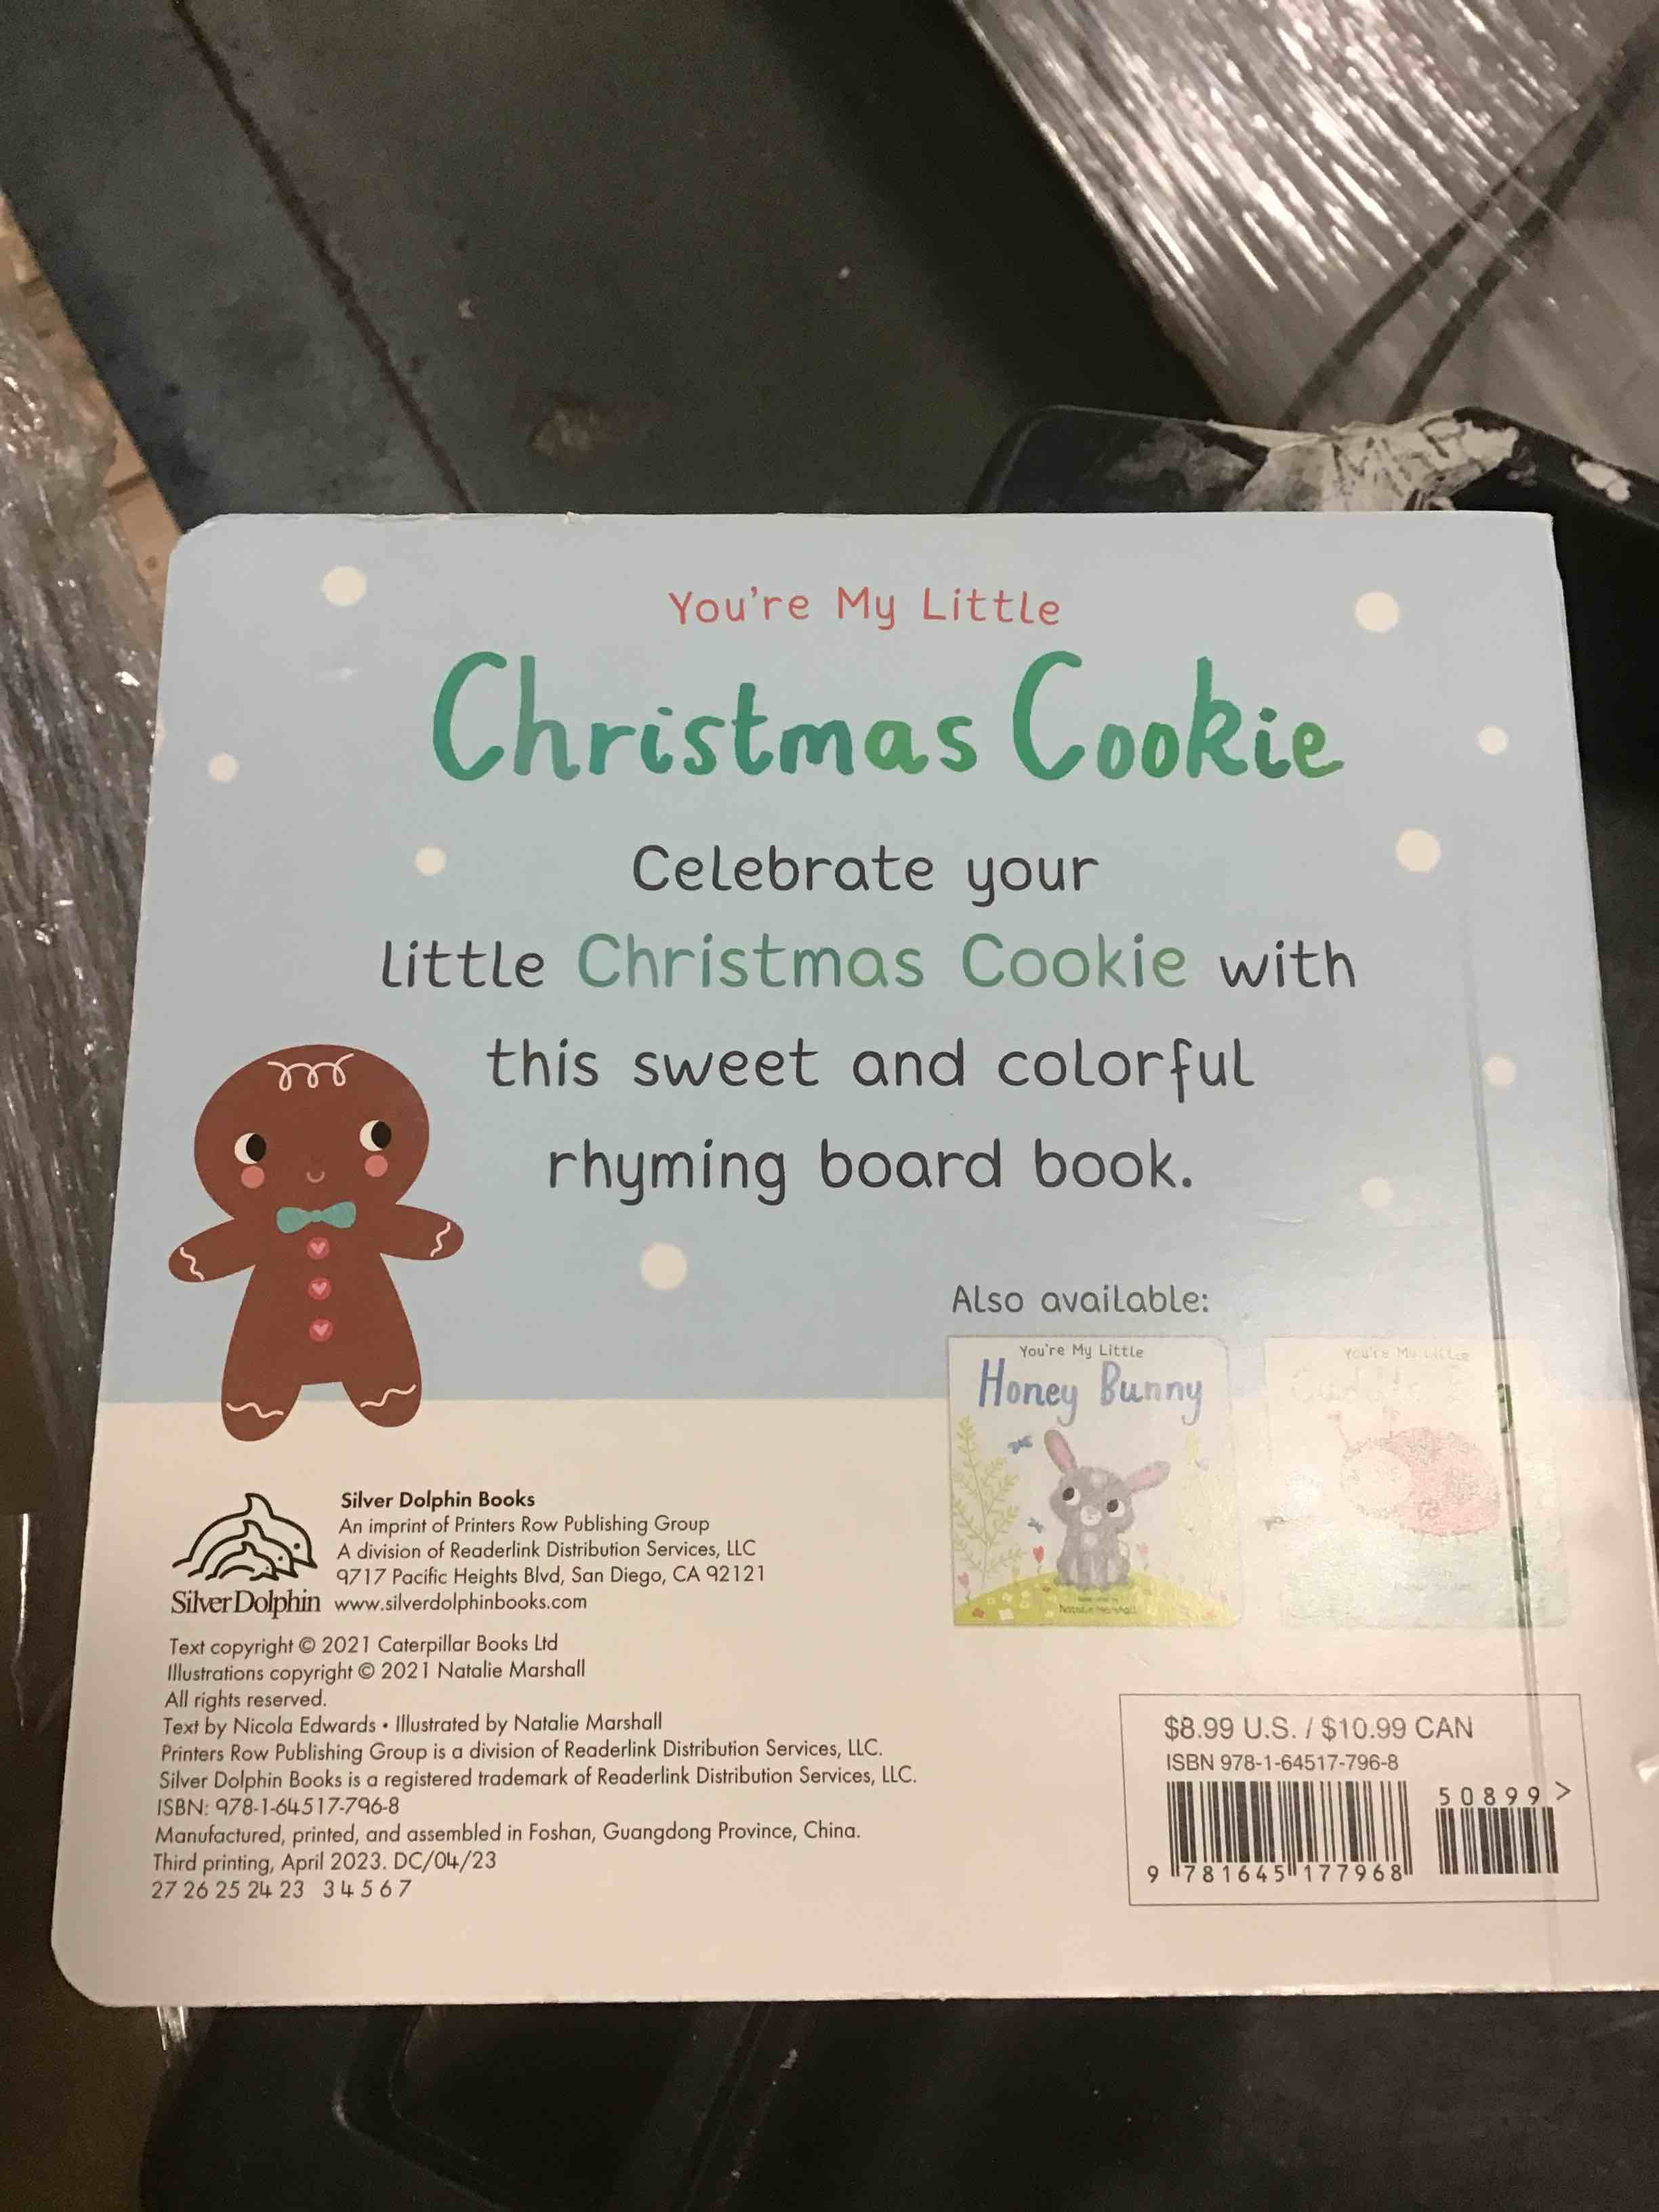 You're My Little
Christmas Cookie
Celebrate your
little Christmas Cookie with
this sweet and colorful
rhyming board book.
Also available:
You're My Little
Honey Bunny
Natalie Marshall
You're My Little
Silver Dolphin Books
An imprint of Printers Row Publishing Group
A division of Readerlink Distribution Services, LLC
9717 Pacific Heights Blvd, San Diego, CA 92121
SilverDolphin www.silverdolphinbooks.com
Text copyright © 2021 Caterpillar Books Ltd
Illustrations copyright © 2021 Natalie Marshall
All rights reserved.
Text by Nicola Edwards • Illustrated by Natalie Marshall
Printers Row Publishing Group is a division of Readerlink Distribution Services, LLC.
Silver Dolphin Books is a registered trademark of Readerlink Distribution Services, LLC.
ISBN: 978-1-64517-796-8
Manufactured, printed, and assembled in Foshan, Guangdong Province, China.
Third printing, April 2023. DC/04/23
27 26 25 24 23 3 4 5 6 7
$8.99 U.S. / $10.99 CAN
ISBN 978-1-64517-796-8
50899>
9 781645 177968